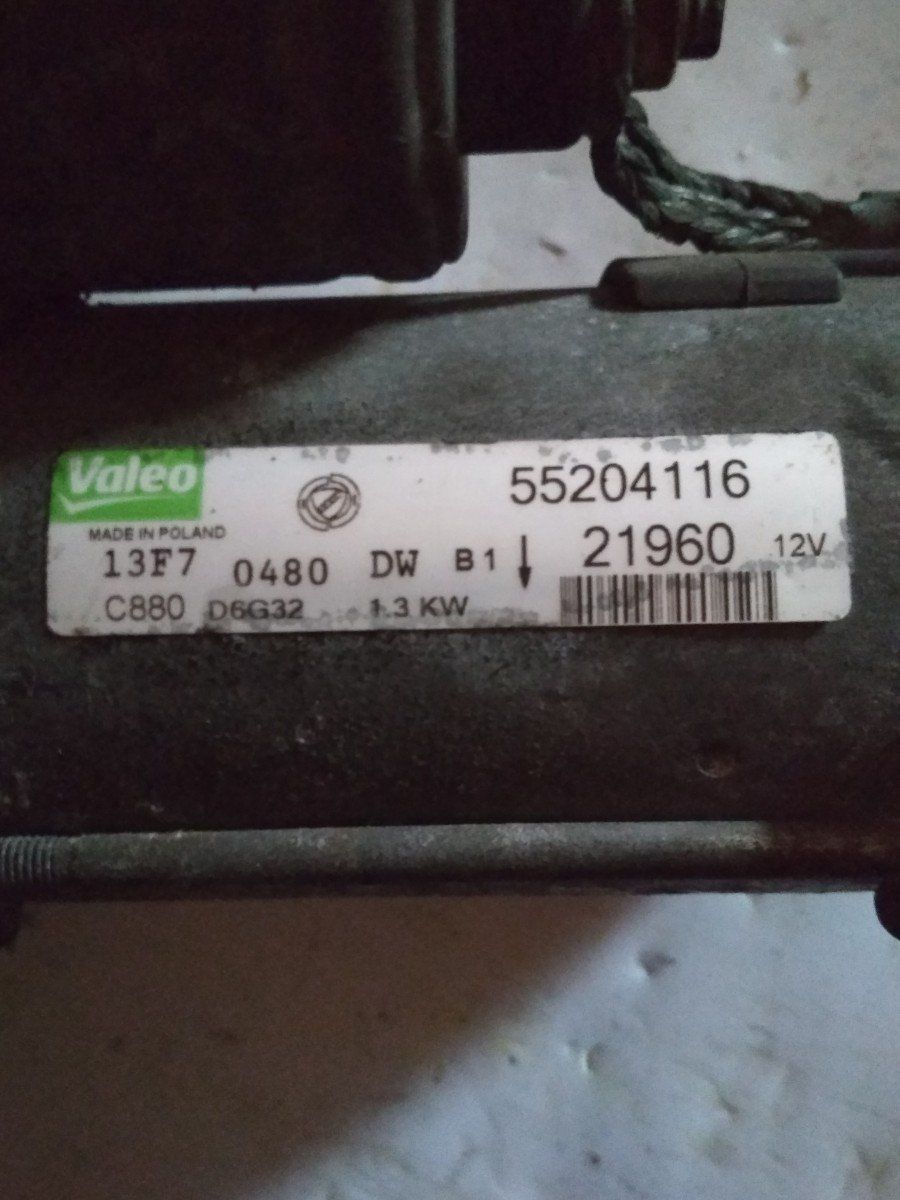 Valeo
MADE IN POLAND
55204116
13F7 0480 DW B1 21960 12V
C880 D6G32 1.3 KW